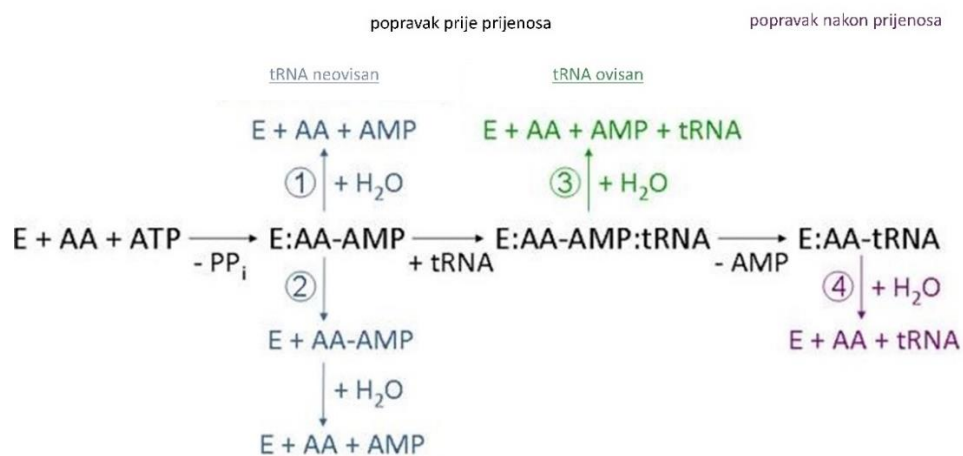 popravak prije prijenosa
popravak nakon prijenosa
tRNA neovisan
tRNA ovisan
E + AA + AMP
E + AA + AMP + tRNA
① + H₂O
③ + H₂O
E + AA + ATP
E:AA-AMP
E:AA-AMP:tRNA
E:AA-tRNA
- PPᵢ
+ tRNA
- AMP
②
④ + H₂O
E + AA-AMP
E + AA + tRNA
+ H₂O
E + AA + AMP